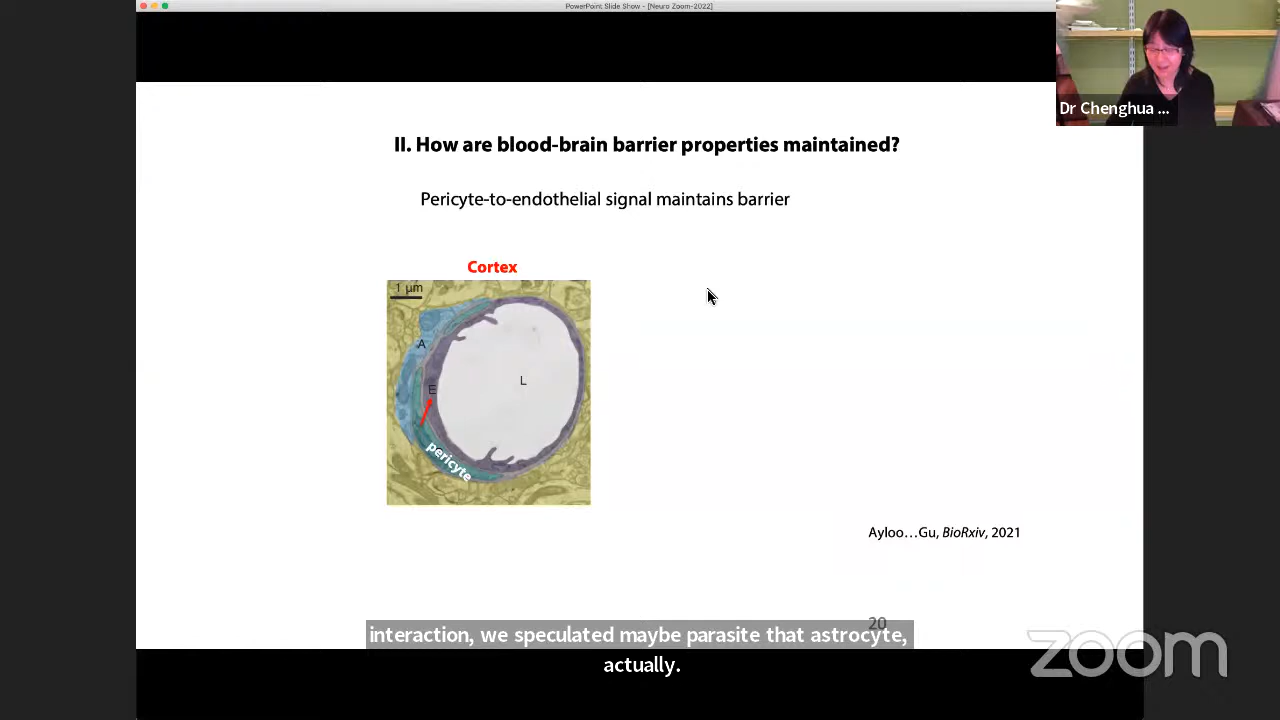 PowerPoint Slide Show - [Neuro Zoom-2022]
Dr Chenghua ...
II. How are blood-brain barrier properties maintained?
Pericyte-to-endothelial signal maintains barrier
Cortex
1 µm
A
E
L
pericyte
Ayloo…Gu, BioRxiv, 2021
20
interaction, we speculated maybe parasite that astrocyte,
actually.
zoom